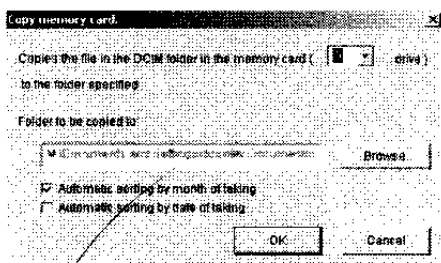 Copy memory card.
Copies the file in the DCIM folder in the memory card ( drive )
to the folder specified
Folder to be copied to
Browse
Automatic sorting by month of taking
Automatic sorting by date of taking
OK Cancel